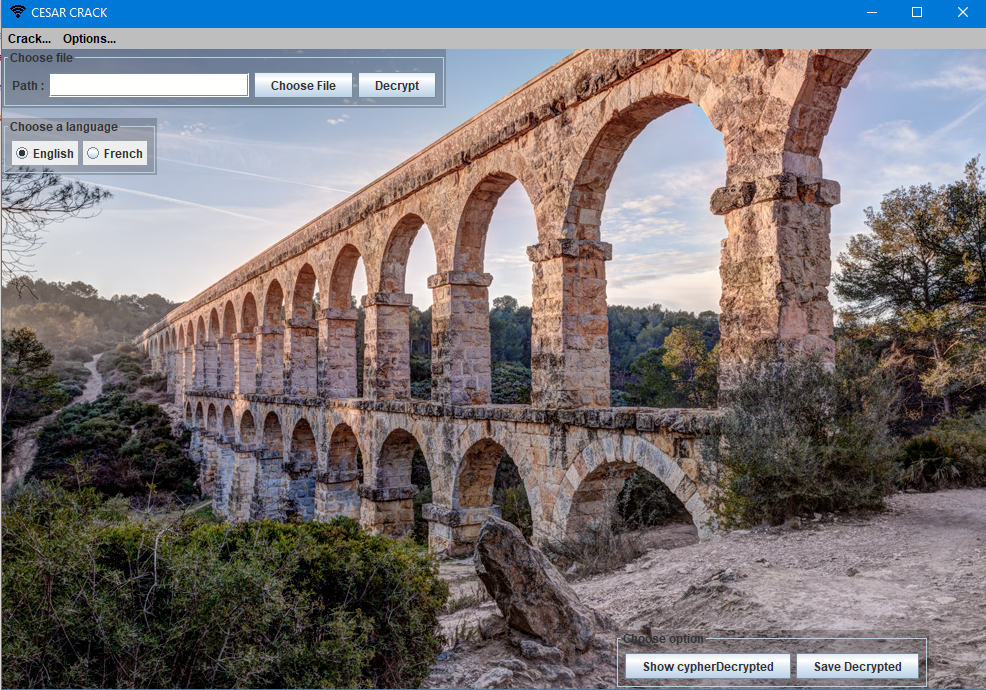 CESAR CRACK
Crack... Options...
Choose file
Path : Choose File Decrypt
Choose a language
English French
Choose option
Show cypherDecrypted Save Decrypted